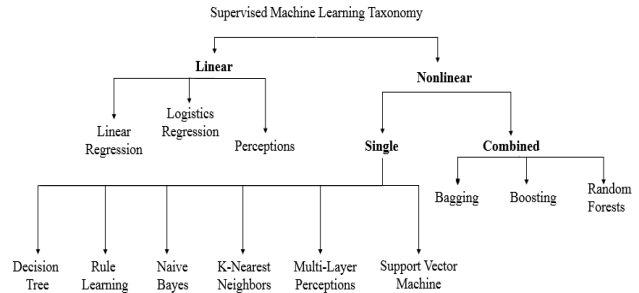 Supervised Machine Learning Taxonomy
Linear
Nonlinear
Linear
Regression
Logistics
Regression
Perceptions
Single
Combined
Bagging
Boosting
Random
Forests
Decision
Tree
Rule
Learning
Naive
Bayes
K-Nearest
Neighbors
Multi-Layer
Perceptions
Support Vector
Machine